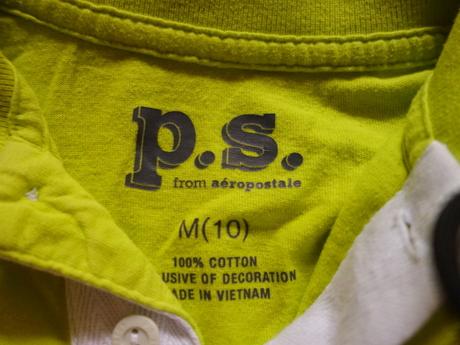 p.s.
from aéropostale
M(10)
100% COTTON
USIVE OF DECORATION
ADE IN VIETNAM